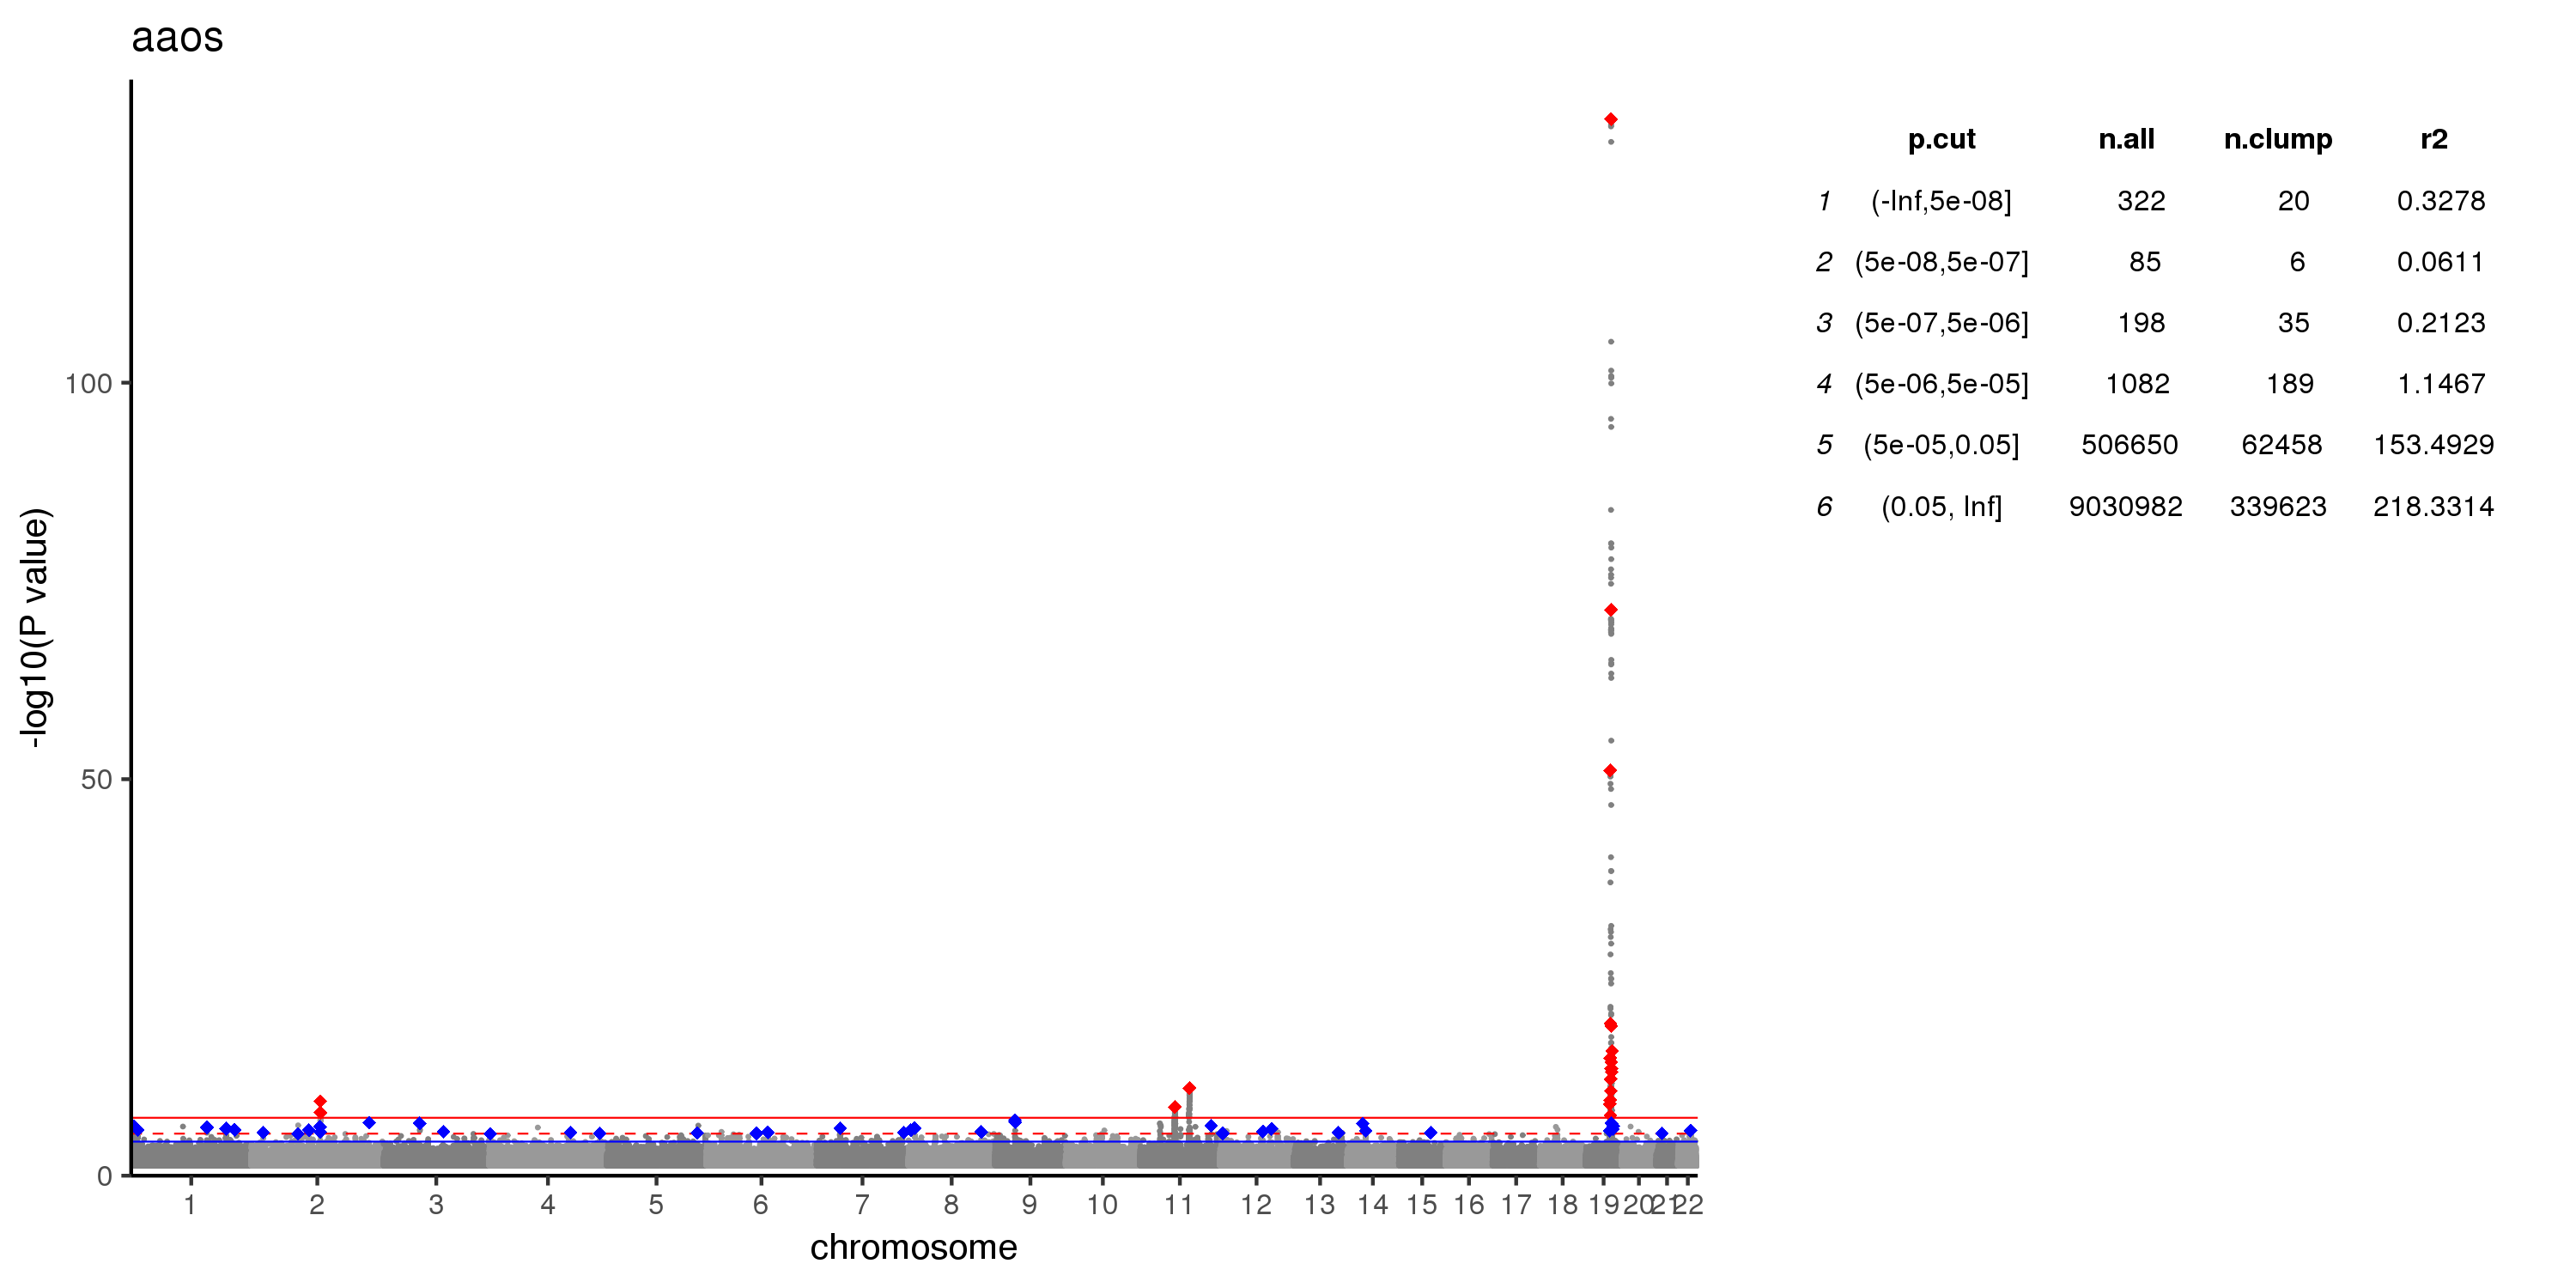 aaos
p.cut n.all n.clump r2
1 (-Inf,5e-08] 322 20 0.3278
2 (5e-08,5e-07] 85 6 0.0611
3 (5e-07,5e-06] 198 35 0.2123
4 (5e-06,5e-05] 1082 189 1.1467
5 (5e-05,0.05] 506650 62458 153.4929
6 (0.05, Inf] 9030982 339623 218.3314
-log10(P value)
100
50
0
1 2 3 4 5 6 7 8 9 10 11 12 13 14 15 16 17 18 19 20 21 22
chromosome